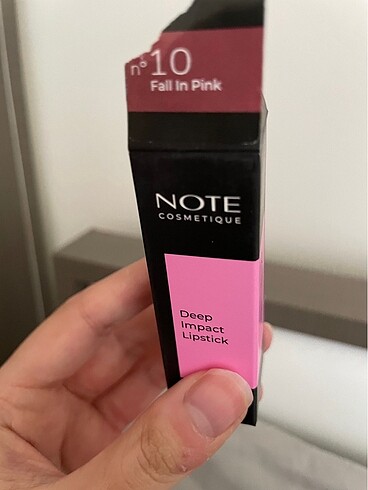 n°10
Fall In Pink
NOTE
COSMETIQUE
Deep
Impact
Lipstick